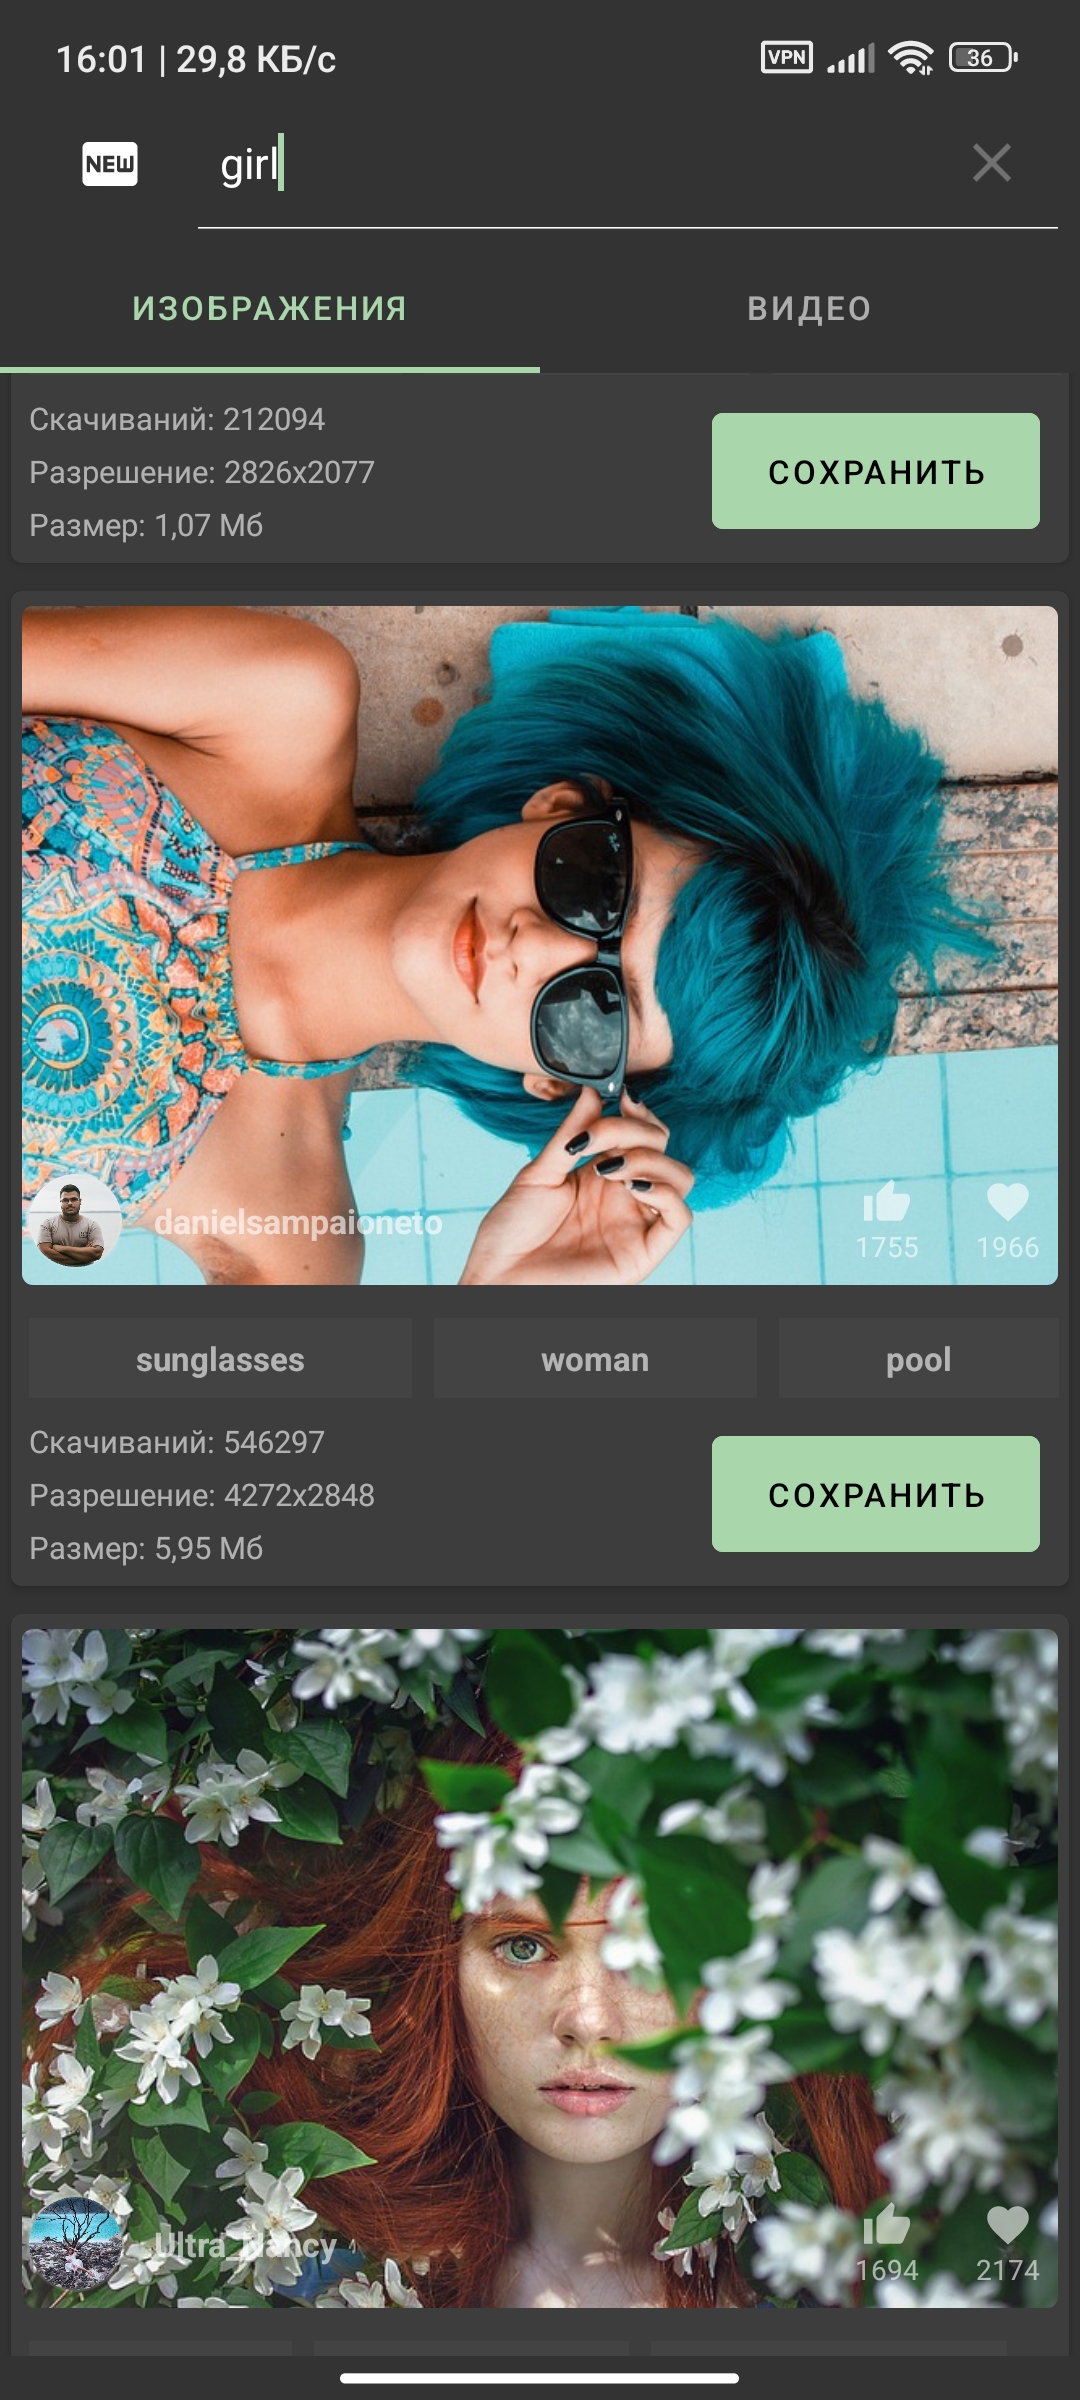 16:01 | 29,8 КБ/с VPN 36
NEW girl
ИЗОБРАЖЕНИЯ ВИДЕО
Скачиваний: 212094
Разрешение: 2826x2077
Размер: 1,07 Мб
СОХРАНИТЬ
danielsampaioneto
1755 1966
sunglasses woman pool
Скачиваний: 546297
Разрешение: 4272x2848
Размер: 5,95 Мб
СОХРАНИТЬ
Ultra_Nancy
1694 2174